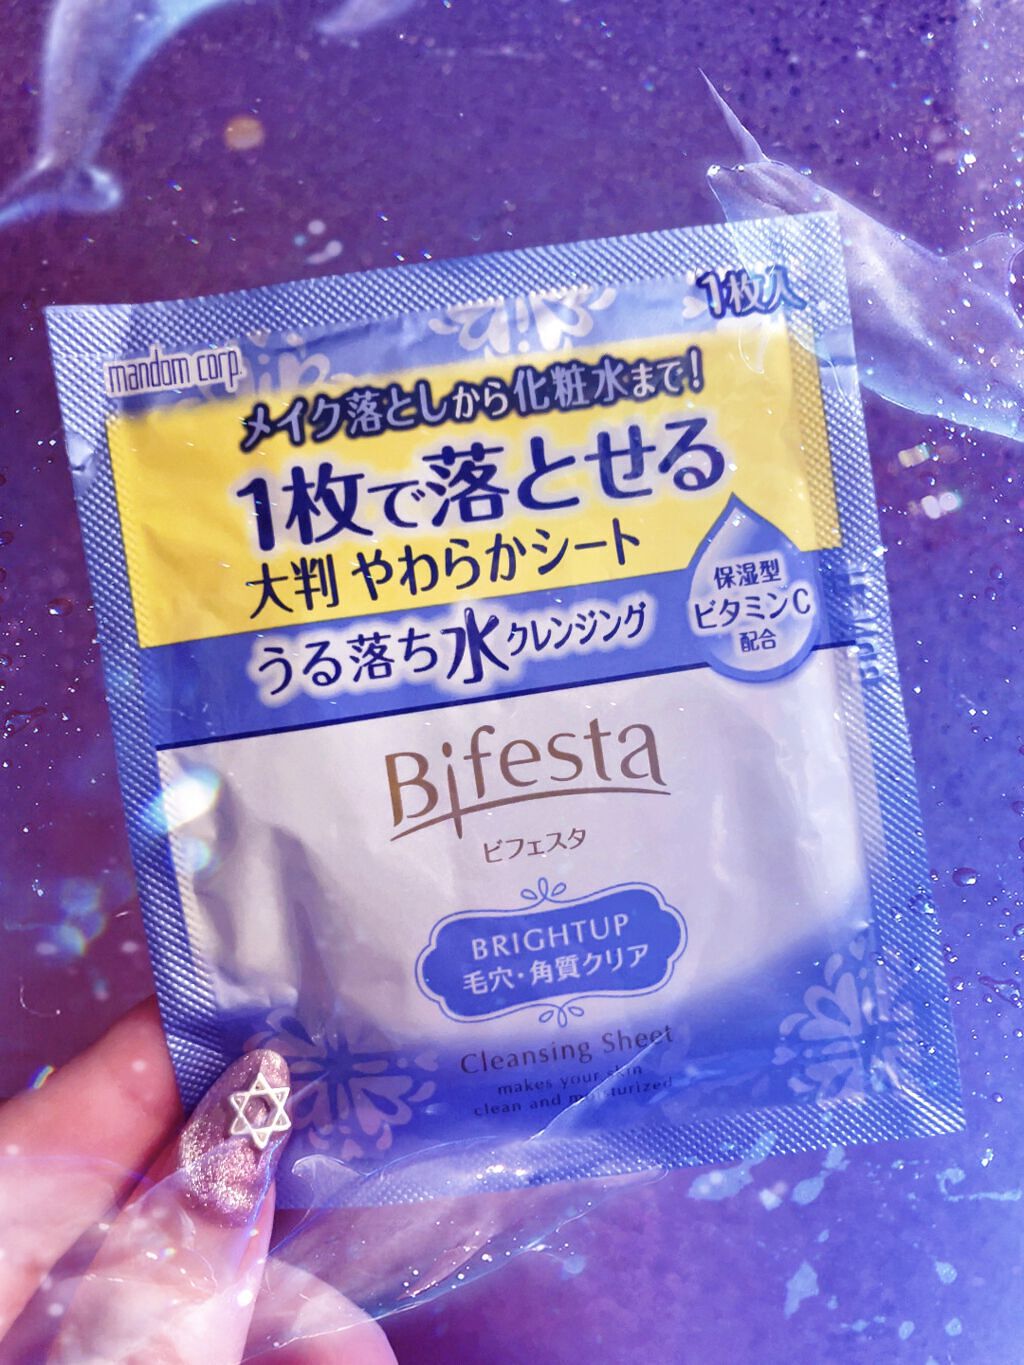 1枚入
mandom corp.
メイク落としから化粧水まで!
1枚で落とせる
大判 やわらかシート
うる落ち水クレンジング
保湿型
ビタミンC
配合
Bifesta
ビフェスタ
BRIGHTUP
毛穴・角質クリア
Cleansing Sheet
makes your skin
clean and moisturized